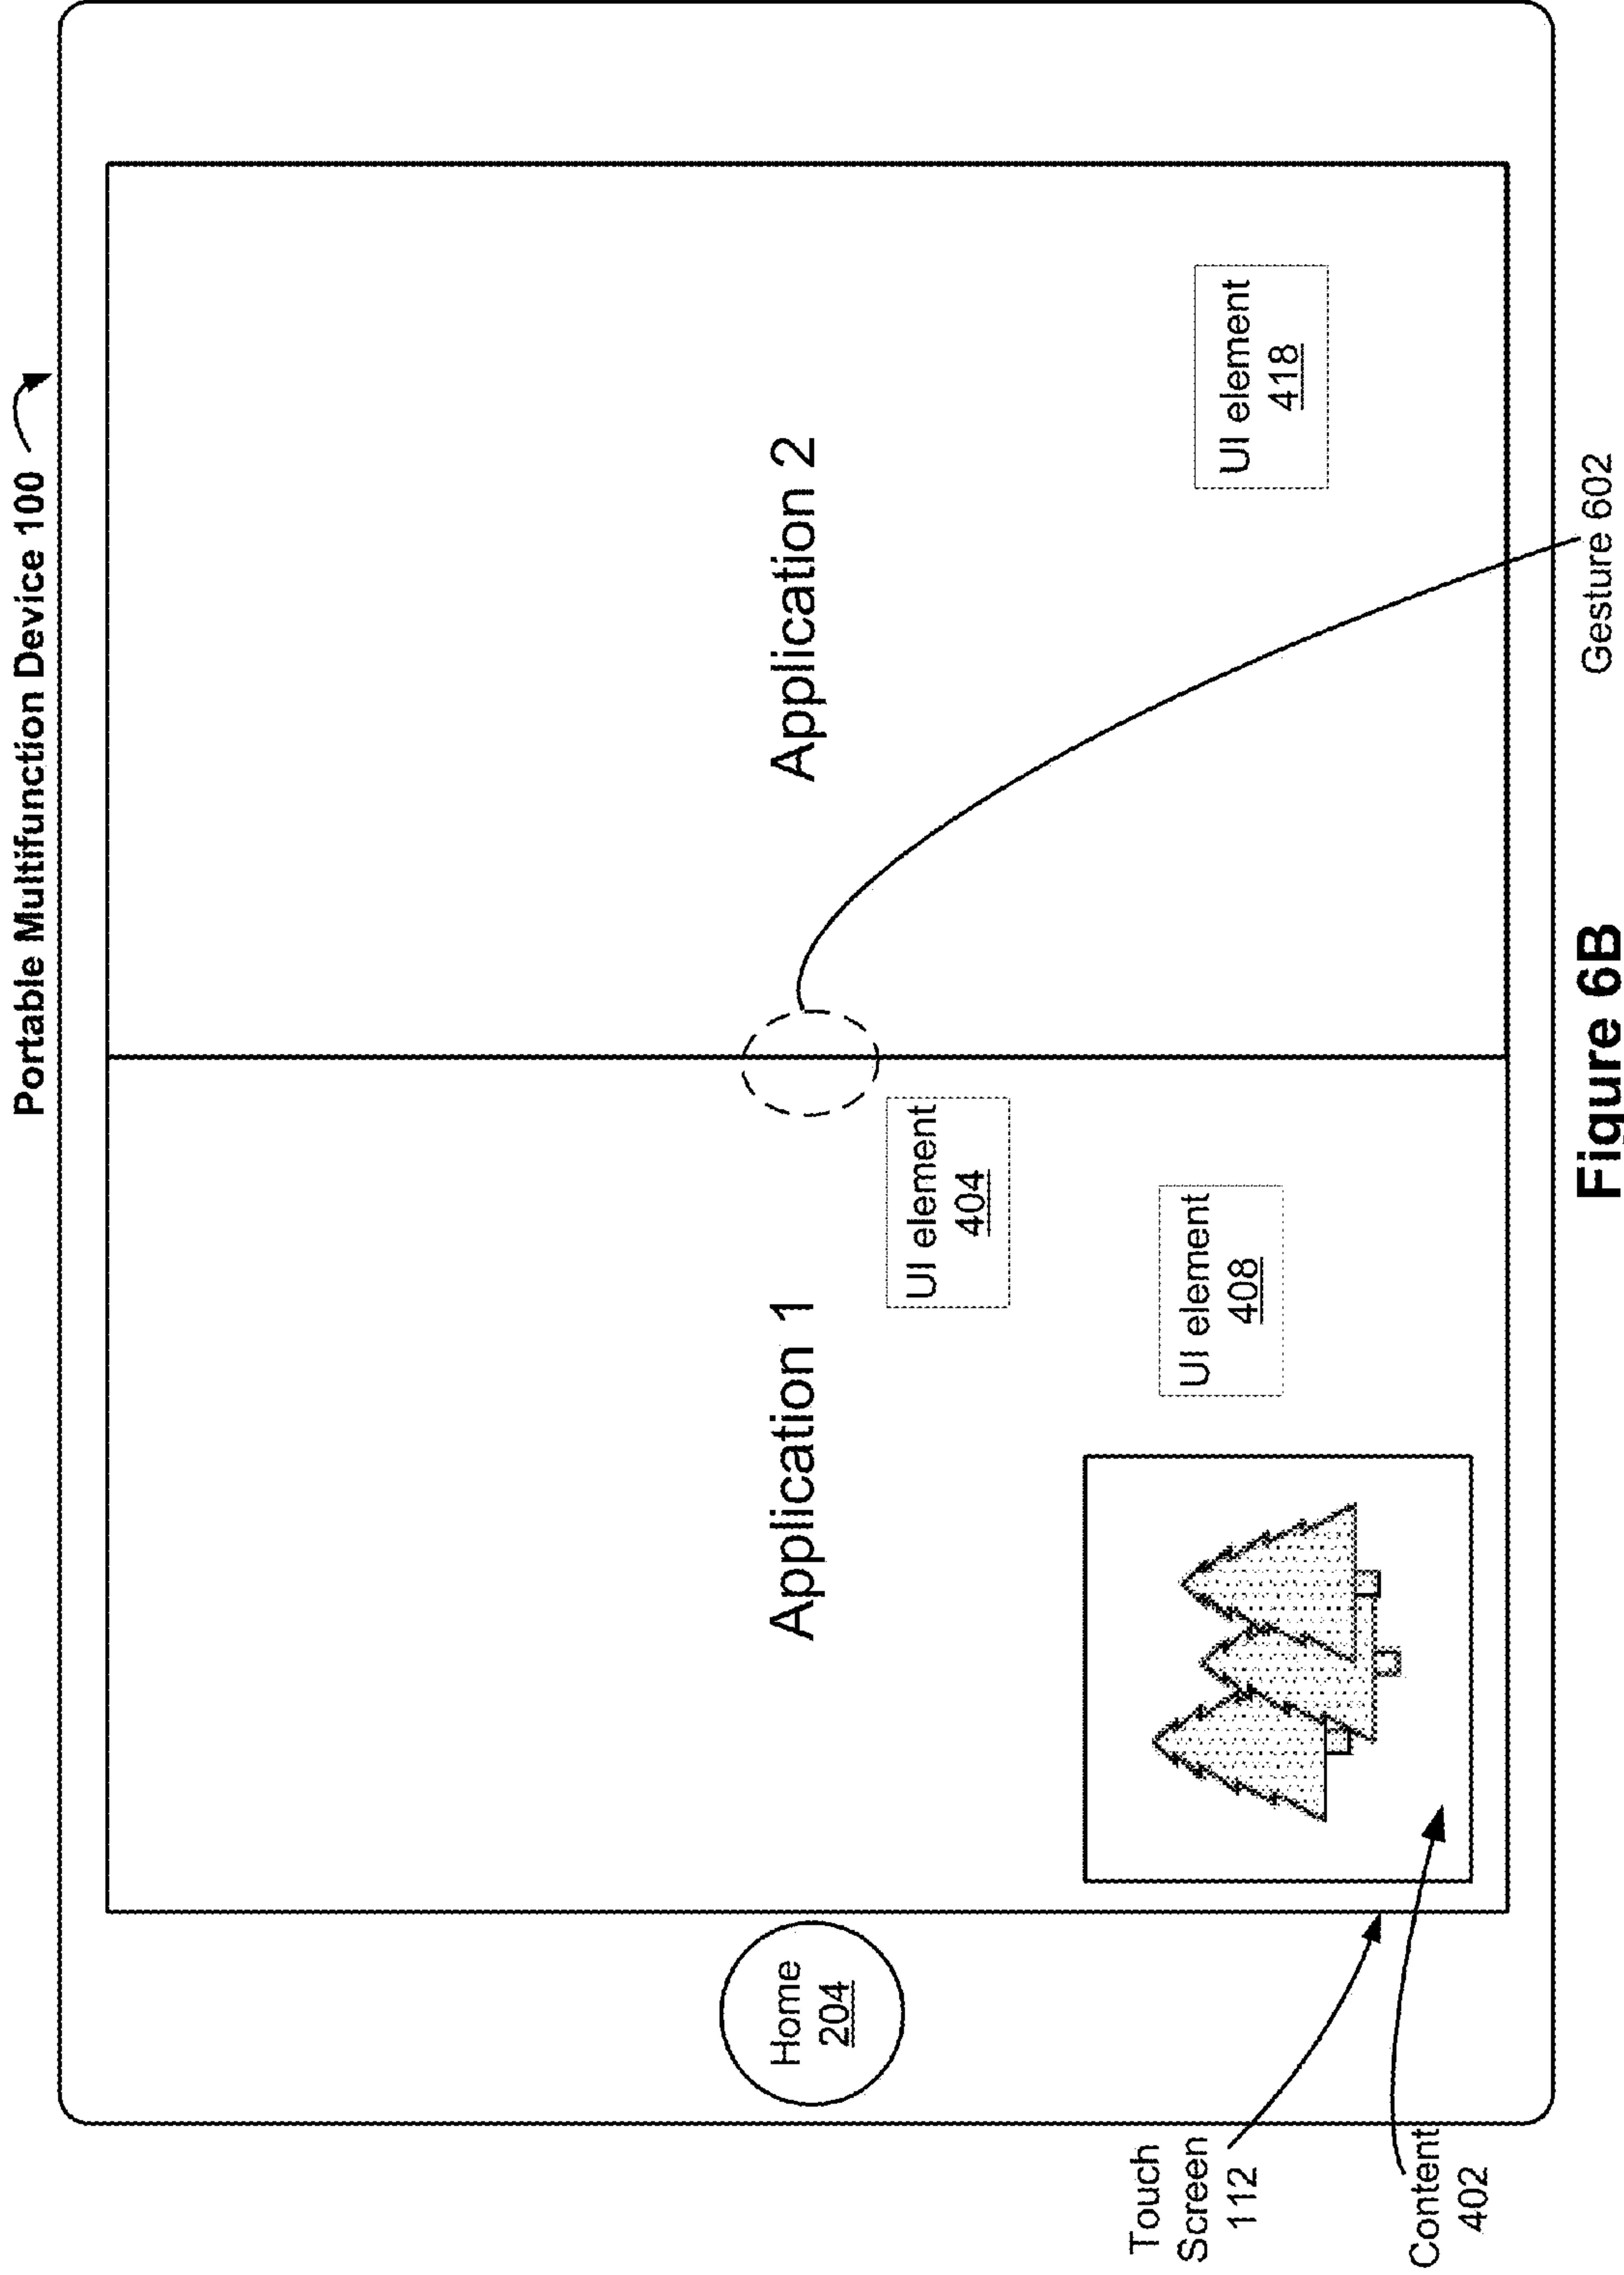 Portable Multifunction Device 100
Home
204
Application 1
Application 2
UI element
404
UI element
408
UI element
418
Touch
Screen
112
Content
402
Gesture 602
Figure 6B